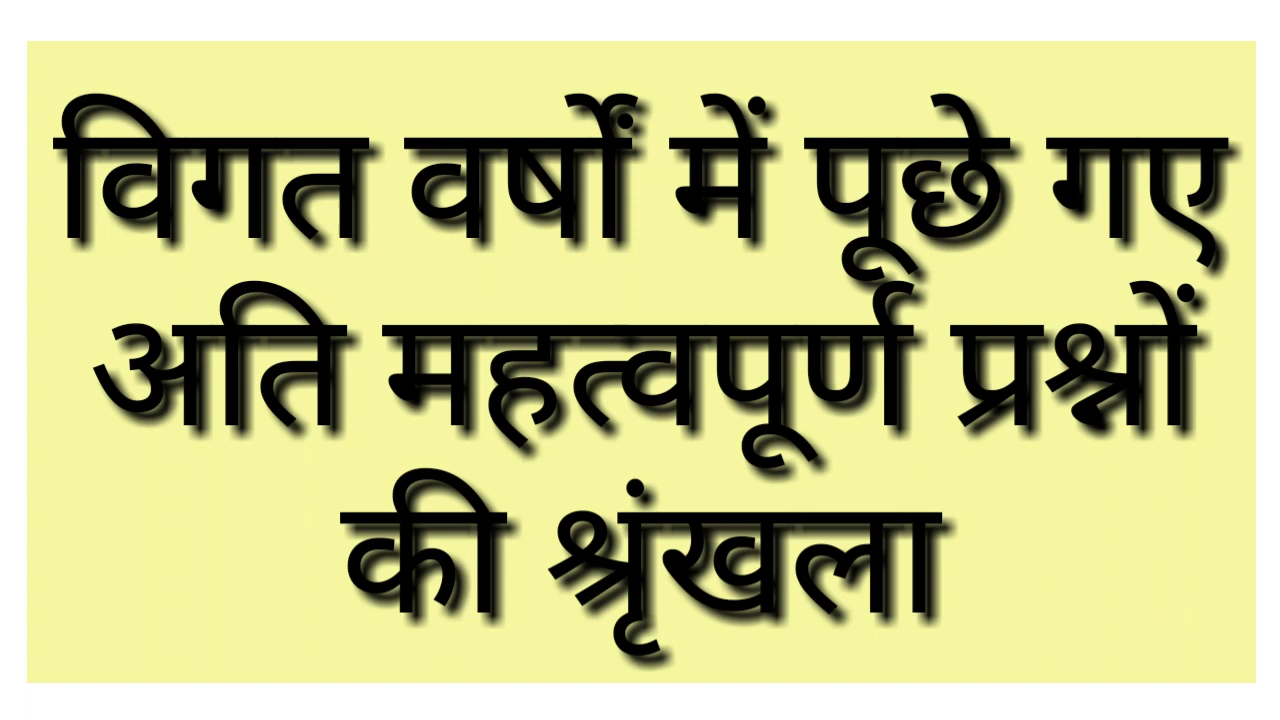 विगत वर्षों में पूछे गए
अति महत्वपूर्ण प्रश्नों
की श्रृंखला